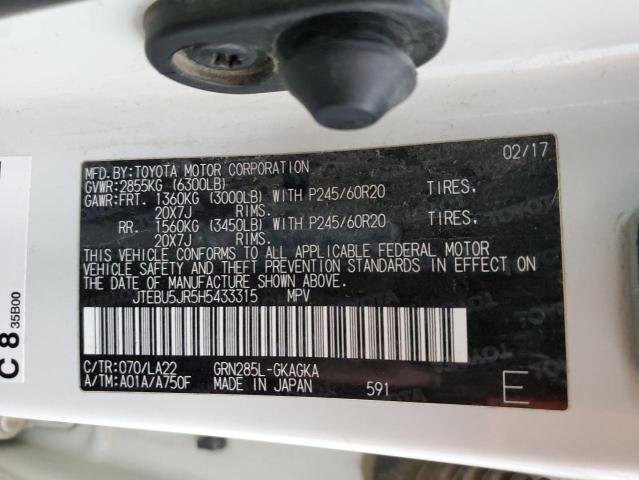 02/17
MFD.BY:TOYOTA MOTOR CORPORATION
GVWR:2855KG (6300LB)
GAWR:FRT. 1360KG (3000LB) WITH P245/60R20 TIRES.
20X7J RIMS.
RR. 1560KG (3450LB) WITH P245/60R20 TIRES.
20X7J RIMS.
THIS VEHICLE CONFORMS TO ALL APPLICABLE FEDERAL MOTOR
VEHICLE SAFETY AND THEFT PREVENTION STANDARDS IN EFFECT
ON THE DATE OF MANUFACTURE SHOWN ABOVE.
JTEBU5JR5H5433315 MPV
C/TR:070/LA22 GRN285L-GKAGKA
A/TM:A01A/A750F MADE IN JAPAN 591
E
C 8 35B00